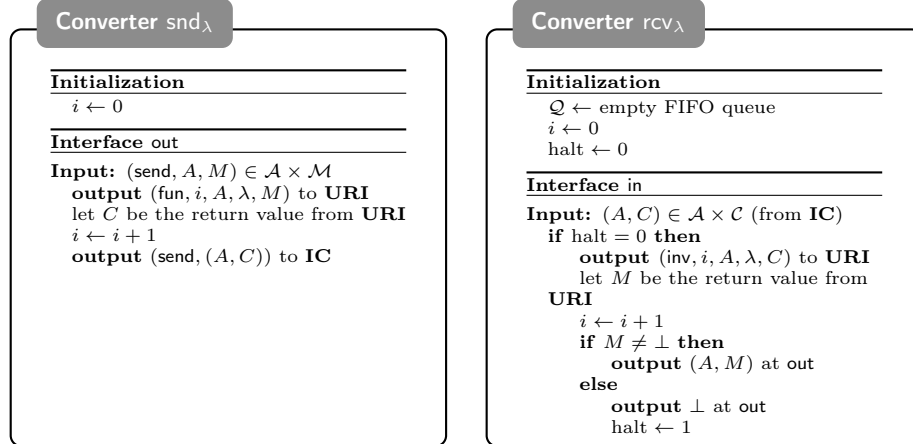 Converter snd_λ
Initialization
i ← 0
Interface out
Input: (send, A, M) ∈ 𝒜 × ℳ
output (fun, i, A, λ, M) to URI
let C be the return value from URI
i ← i + 1
output (send, (A, C)) to IC
Converter rcv_λ
Initialization
𝒬 ← empty FIFO queue
i ← 0
halt ← 0
Interface in
Input: (A, C) ∈ 𝒜 × 𝒞 (from IC)
if halt = 0 then
output (inv, i, A, λ, C) to URI
let M be the return value from
URI
i ← i + 1
if M ≠ ⊥ then
output (A, M) at out
else
output ⊥ at out
halt ← 1